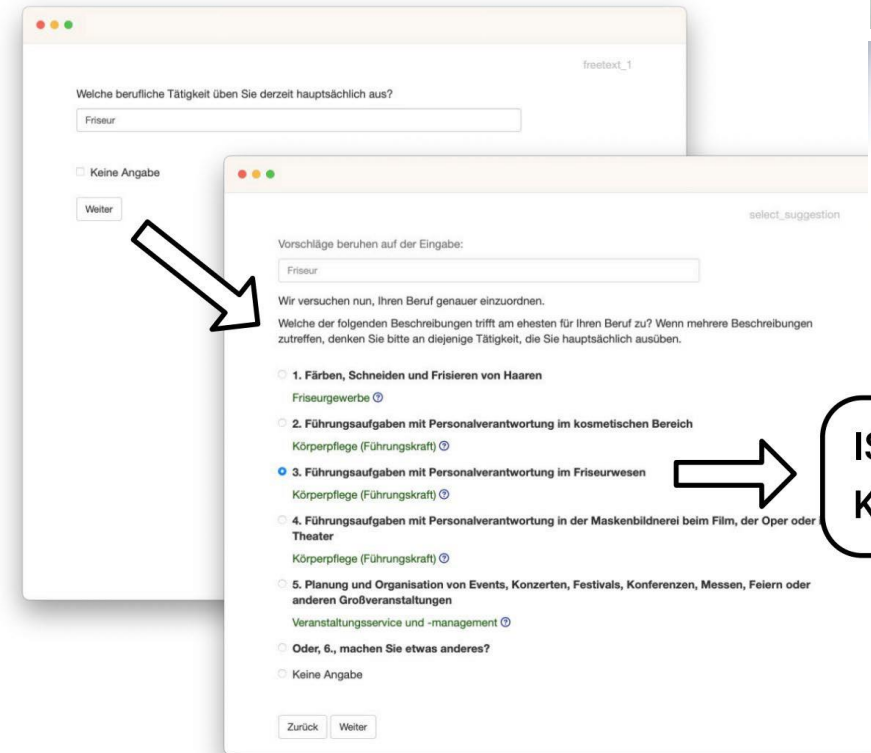 freetext_1
Welche berufliche Tätigkeit üben Sie derzeit hauptsächlich aus?
Friseur
Keine Angabe
Weiter
select_suggestion
Vorschläge beruhen auf der Eingabe:
Friseur
Wir versuchen nun, Ihren Beruf genauer einzuordnen.
Welche der folgenden Beschreibungen trifft am ehesten für Ihren Beruf zu? Wenn mehrere Beschreibungen
zutreffen, denken Sie bitte an diejenige Tätigkeit, die Sie hauptsächlich ausüben.
1. Färben, Schneiden und Frisieren von Haaren
Friseurgewerbe
2. Führungsaufgaben mit Personalverantwortung im kosmetischen Bereich
Körperpflege (Führungskraft)
3. Führungsaufgaben mit Personalverantwortung im Friseurwesen
Körperpflege (Führungskraft)
4. Führungsaufgaben mit Personalverantwortung in der Maskenbildnerei beim Film, der Oper oder
Theater
Körperpflege (Führungskraft)
5. Planung und Organisation von Events, Konzerten, Festivals, Konferenzen, Messen, Feiern oder
anderen Großveranstaltungen
Veranstaltungsservice und -management
Oder, 6., machen Sie etwas anderes?
Keine Angabe
Zurück Weiter